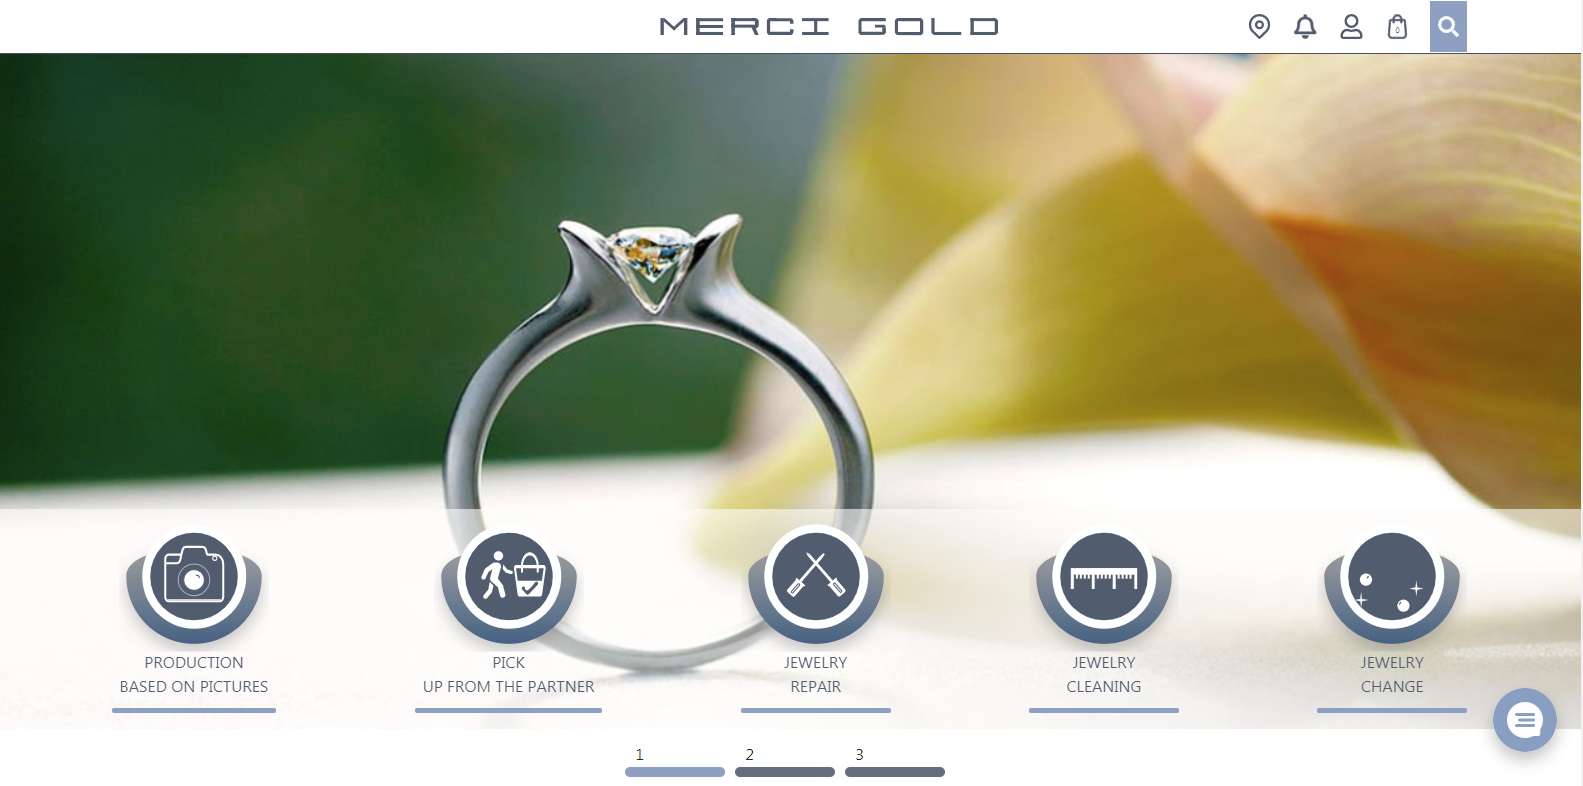 MERCI GOLD
0
PRODUCTION
BASED ON PICTURES
PICK
UP FROM THE PARTNER
JEWELRY
REPAIR
JEWELRY
CLEANING
JEWELRY
CHANGE
1
2
3